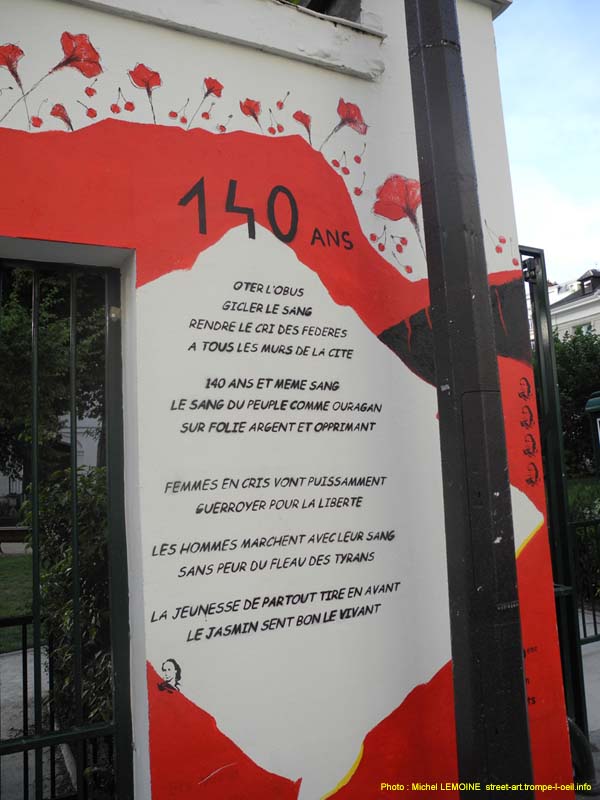 140 ANS
OTER L'OBUS
GICLER LE SANG
RENDRE LE CRI DES FEDERES
A TOUS LES MURS DE LA CITE
140 ANS ET MEME SANG
LE SANG DU PEUPLE COMME OURAGAN
SUR FOLIE ARGENT ET OPPRIMANT
FEMMES EN CRIS VONT PUISSAMMENT
GUERROYER POUR LA LIBERTE
LES HOMMES MARCHENT AVEC LEUR SANG
SANS PEUR DU FLEAU DES TYRANS
LA JEUNESSE DE PARTOUT TIRE EN AVANT
LE JASMIN SENT BON LE VIVANT
Photo : Michel LEMOINE street-art.trompe-l-oeil.info